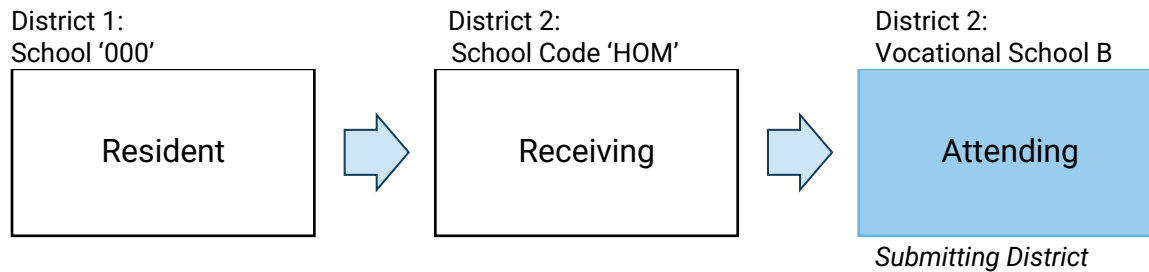 District 1:
School ‘000’
Resident
District 2:
School Code ‘HOM’
Receiving
District 2:
Vocational School B
Attending
Submitting District